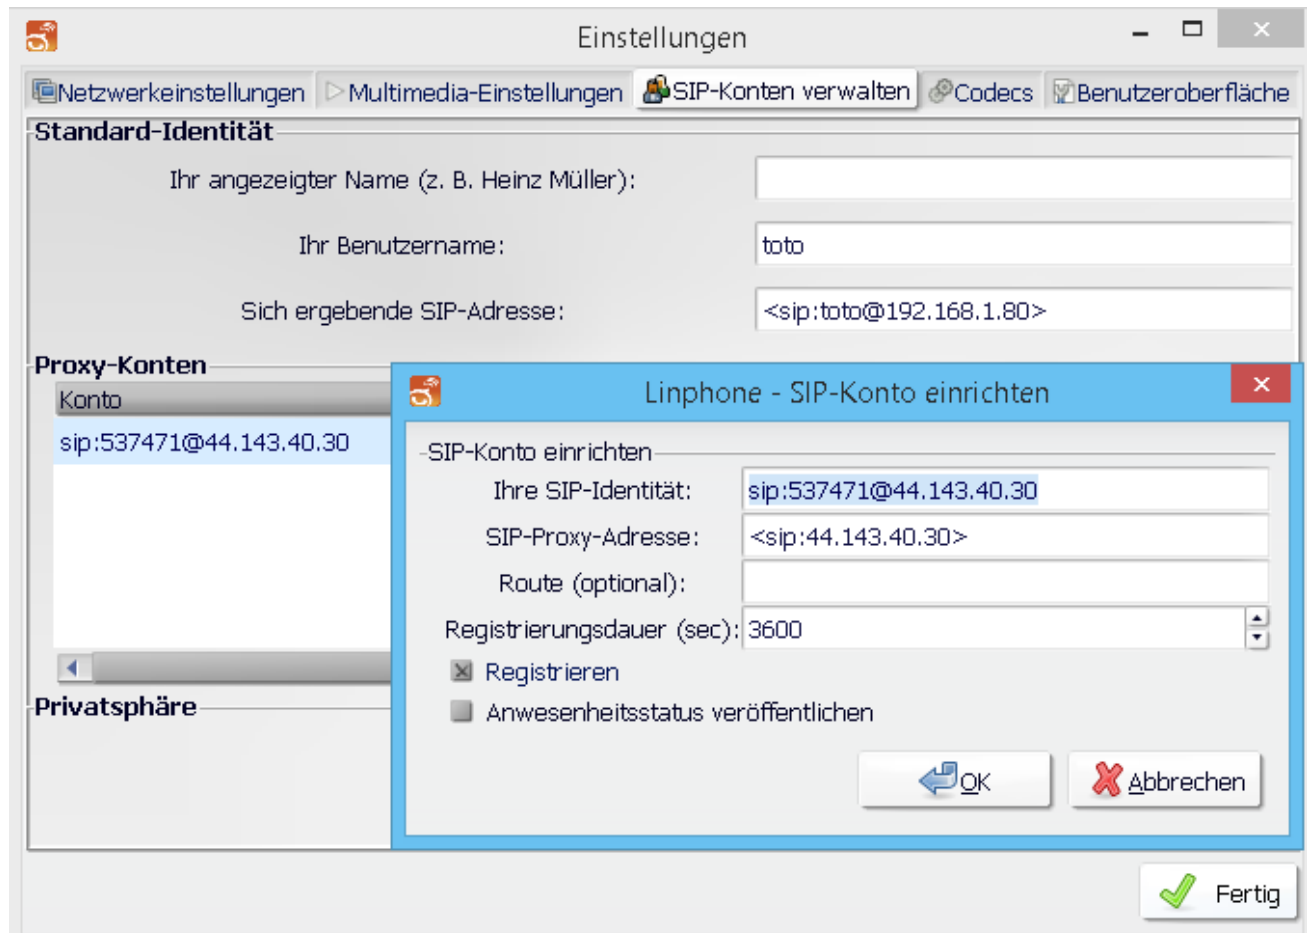 Einstellungen
Netzwerkeinstellungen Multimedia-Einstellungen SIP-Konten verwalten Codecs Benutzeroberfläche
Standard-Identität
Ihr angezeigter Name (z. B. Heinz Müller):
Ihr Benutzername: toto
Sich ergebende SIP-Adresse: <sip:toto@192.168.1.80>
Proxy-Konten
Konto
sip:537471@44.143.40.30
Linphone - SIP-Konto einrichten
SIP-Konto einrichten
Ihre SIP-Identität: sip:537471@44.143.40.30
SIP-Proxy-Adresse: <sip:44.143.40.30>
Route (optional):
Registrierungsdauer (sec): 3600
Registrieren
Anwesenheitsstatus veröffentlichen
OK Abbrechen
Privatsphäre
Fertig